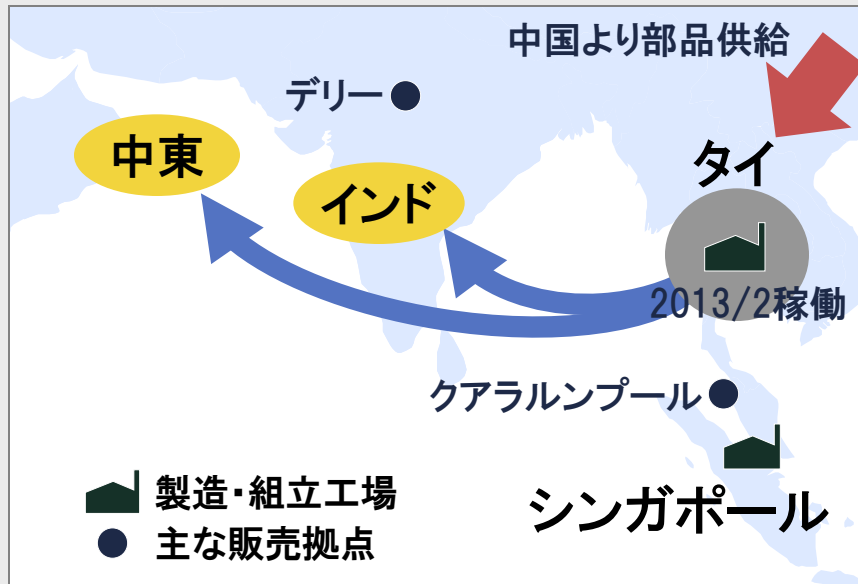 中国より部品供給
デリー
中東
タイ
インド
2013/2稼働
クアラルンプール
製造・組立工場
シンガポール
主な販売拠点